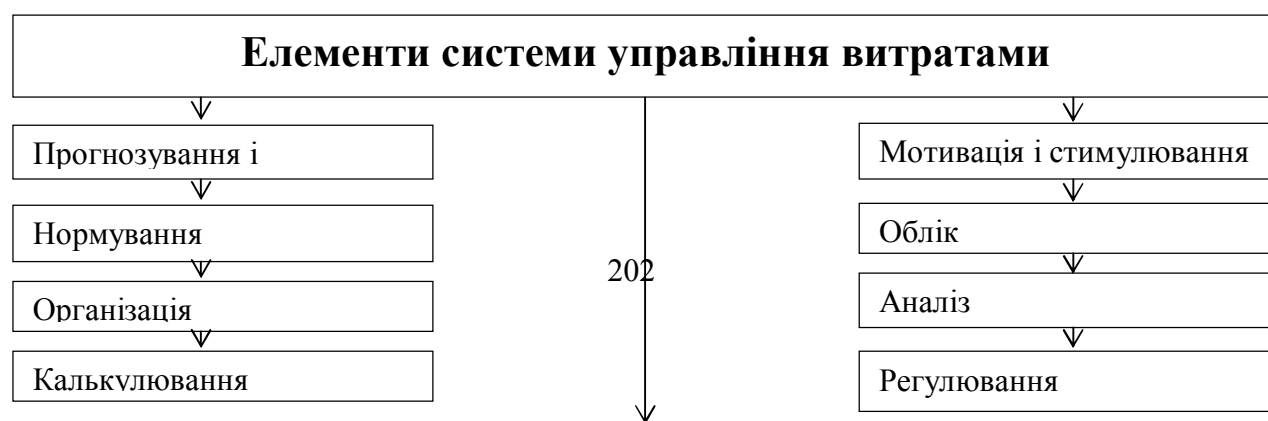 Елементи системи управління витратами
Прогнозування і
Нормування
Організація
Калькулювання
202
Мотивація і стимулювання
Облік
Аналіз
Регулювання